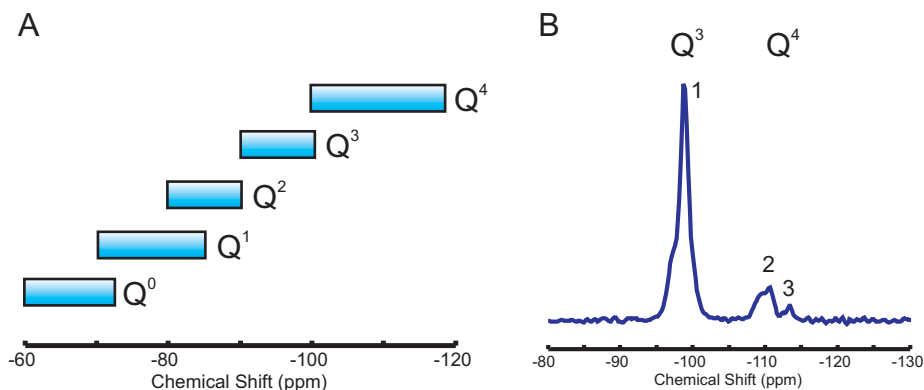 A
Q⁴
Q³
Q²
Q¹
Q⁰
-60 -80 -100 -120
Chemical Shift (ppm)
B
Q³ Q⁴
1
2
3
-80 -90 -100 -110 -120 -130
Chemical Shift (ppm)